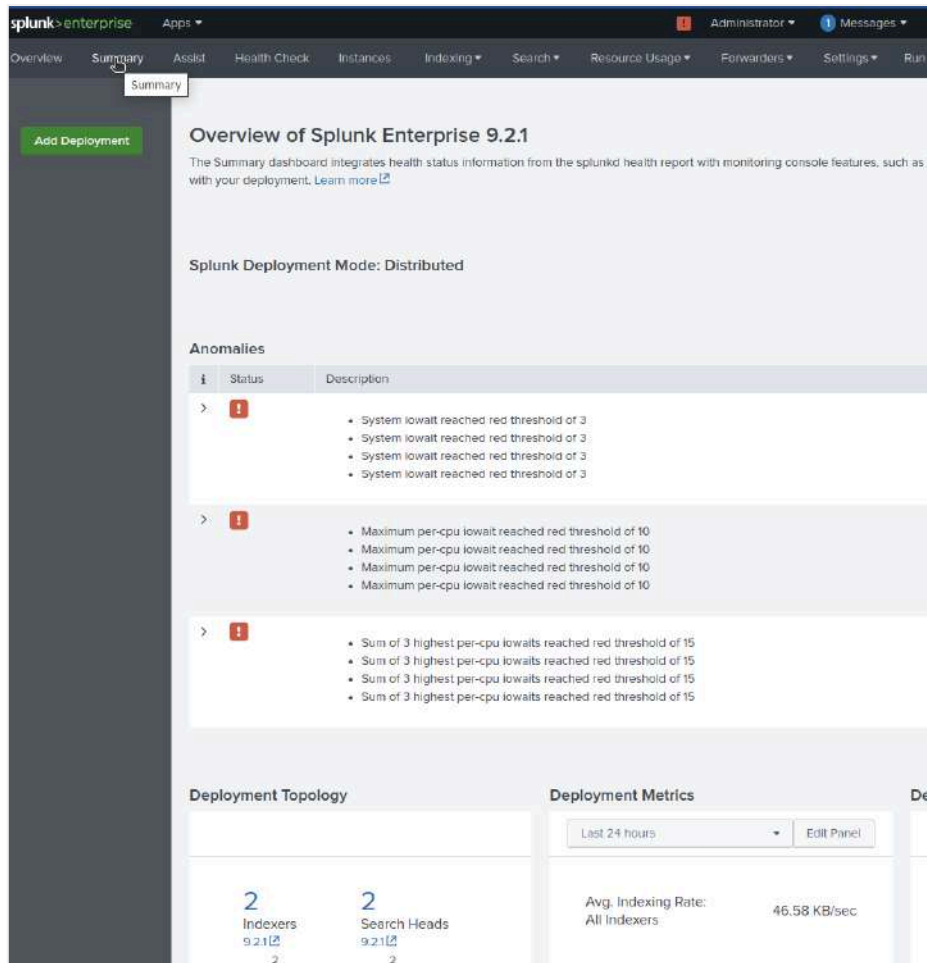 splunk>enterprise Apps Administrator 1 Messages
Overview Summary Assist Health Check Instances Indexing Search Resource Usage Forwarders Settings Run
Summary
Add Deployment
Overview of Splunk Enterprise 9.2.1
The Summary dashboard integrates health status information from the splunkd health report with monitoring console features, such as
with your deployment. Learn more
Splunk Deployment Mode: Distributed
Anomalies
i Status Description
• System iowait reached red threshold of 3
• System iowait reached red threshold of 3
• System iowait reached red threshold of 3
• System iowait reached red threshold of 3
• Maximum per-cpu iowait reached red threshold of 10
• Maximum per-cpu iowait reached red threshold of 10
• Maximum per-cpu iowait reached red threshold of 10
• Maximum per-cpu iowait reached red threshold of 10
• Sum of 3 highest per-cpu iowaits reached red threshold of 15
• Sum of 3 highest per-cpu iowaits reached red threshold of 15
• Sum of 3 highest per-cpu iowaits reached red threshold of 15
• Sum of 3 highest per-cpu iowaits reached red threshold of 15
Deployment Topology
2 2
Indexers Search Heads
9.2.1 9.2.1
2 2
Deployment Metrics
Last 24 hours Edit Panel
Avg. Indexing Rate: 46.58 KB/sec
All Indexers
De